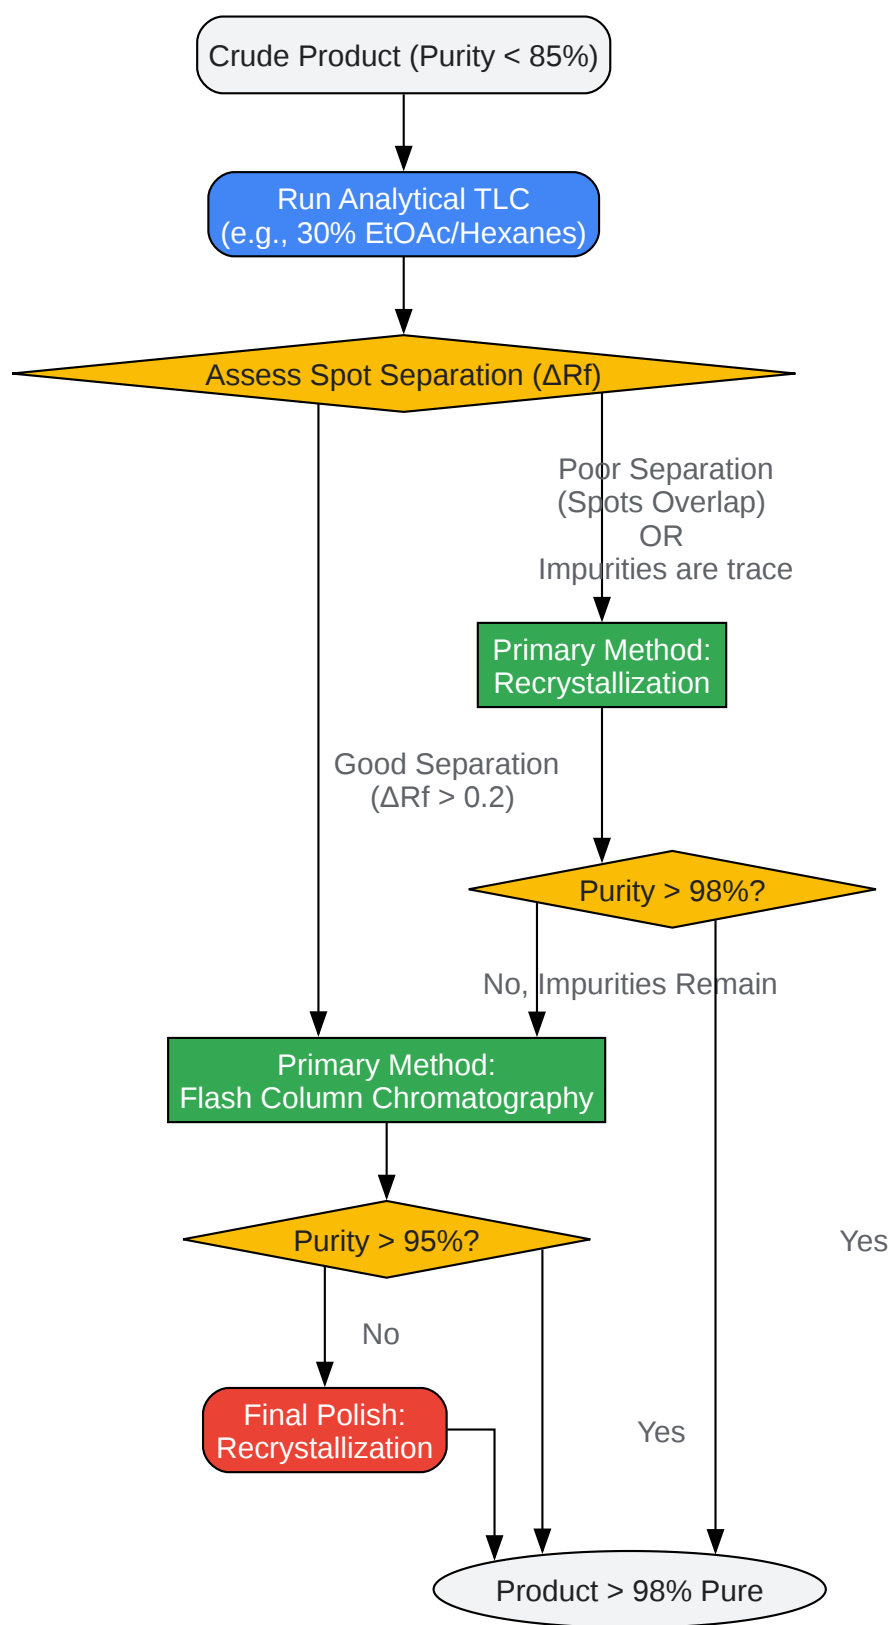 Crude Product (Purity < 85%)
Run Analytical TLC
(e.g., 30% EtOAc/Hexanes)
Assess Spot Separation (ΔRf)
Poor Separation
(Spots Overlap)
OR
Impurities are trace
Primary Method:
Recrystallization
Good Separation
(ΔRf > 0.2)
Purity > 98%?
No, Impurities Remain
Primary Method:
Flash Column Chromatography
Purity > 95%?
Yes
No
Final Polish:
Recrystallization
Yes
Product > 98% Pure